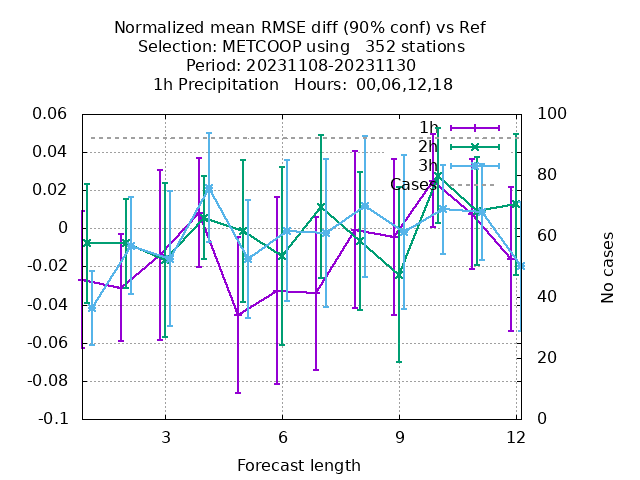 Normalized mean RMSE diff (90% conf) vs Ref
Selection: METCOOP using   352 stations
Period: 20231108-20231130
1h Precipitation   Hours:  00,06,12,18
0.06
0.04
0.02
0
-0.02
-0.04
-0.06
-0.08
-0.1
100
80
60
40
20
0
1h
2h
3h
Cases
No cases
3 6 9 12
Forecast length